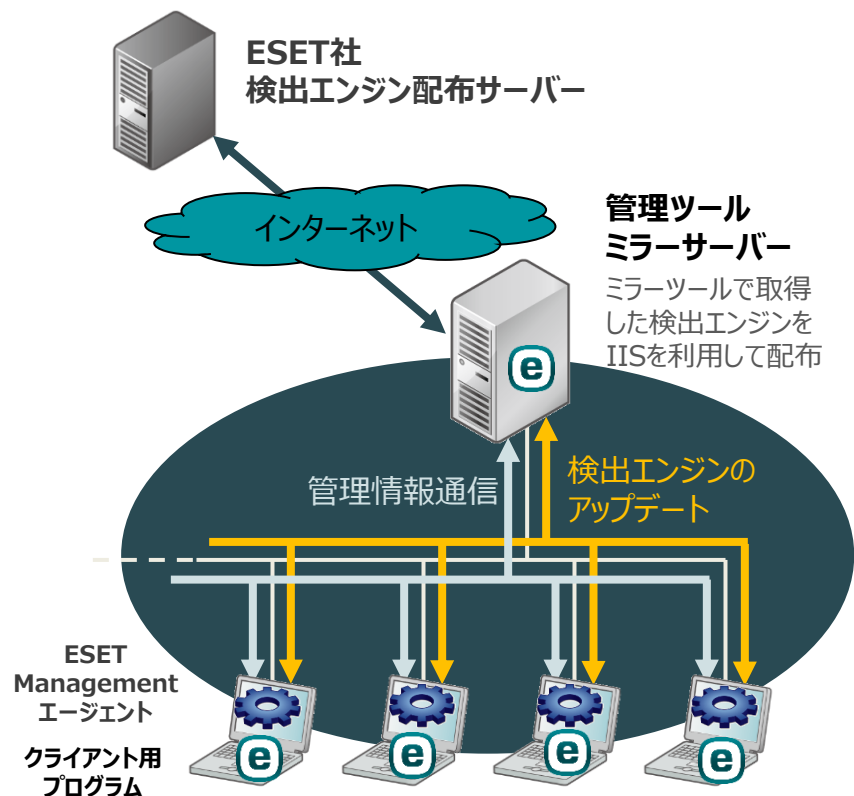 ESET社
検出エンジン配布サーバー
インターネット
管理ツール
ミラーサーバー
ミラーツールで取得
した検出エンジンを
IISを利用して配布
e
管理情報通信
検出エンジンの
アップデート
ESET
Management
エージェント
クライアント用
プログラム
e
e
e
e